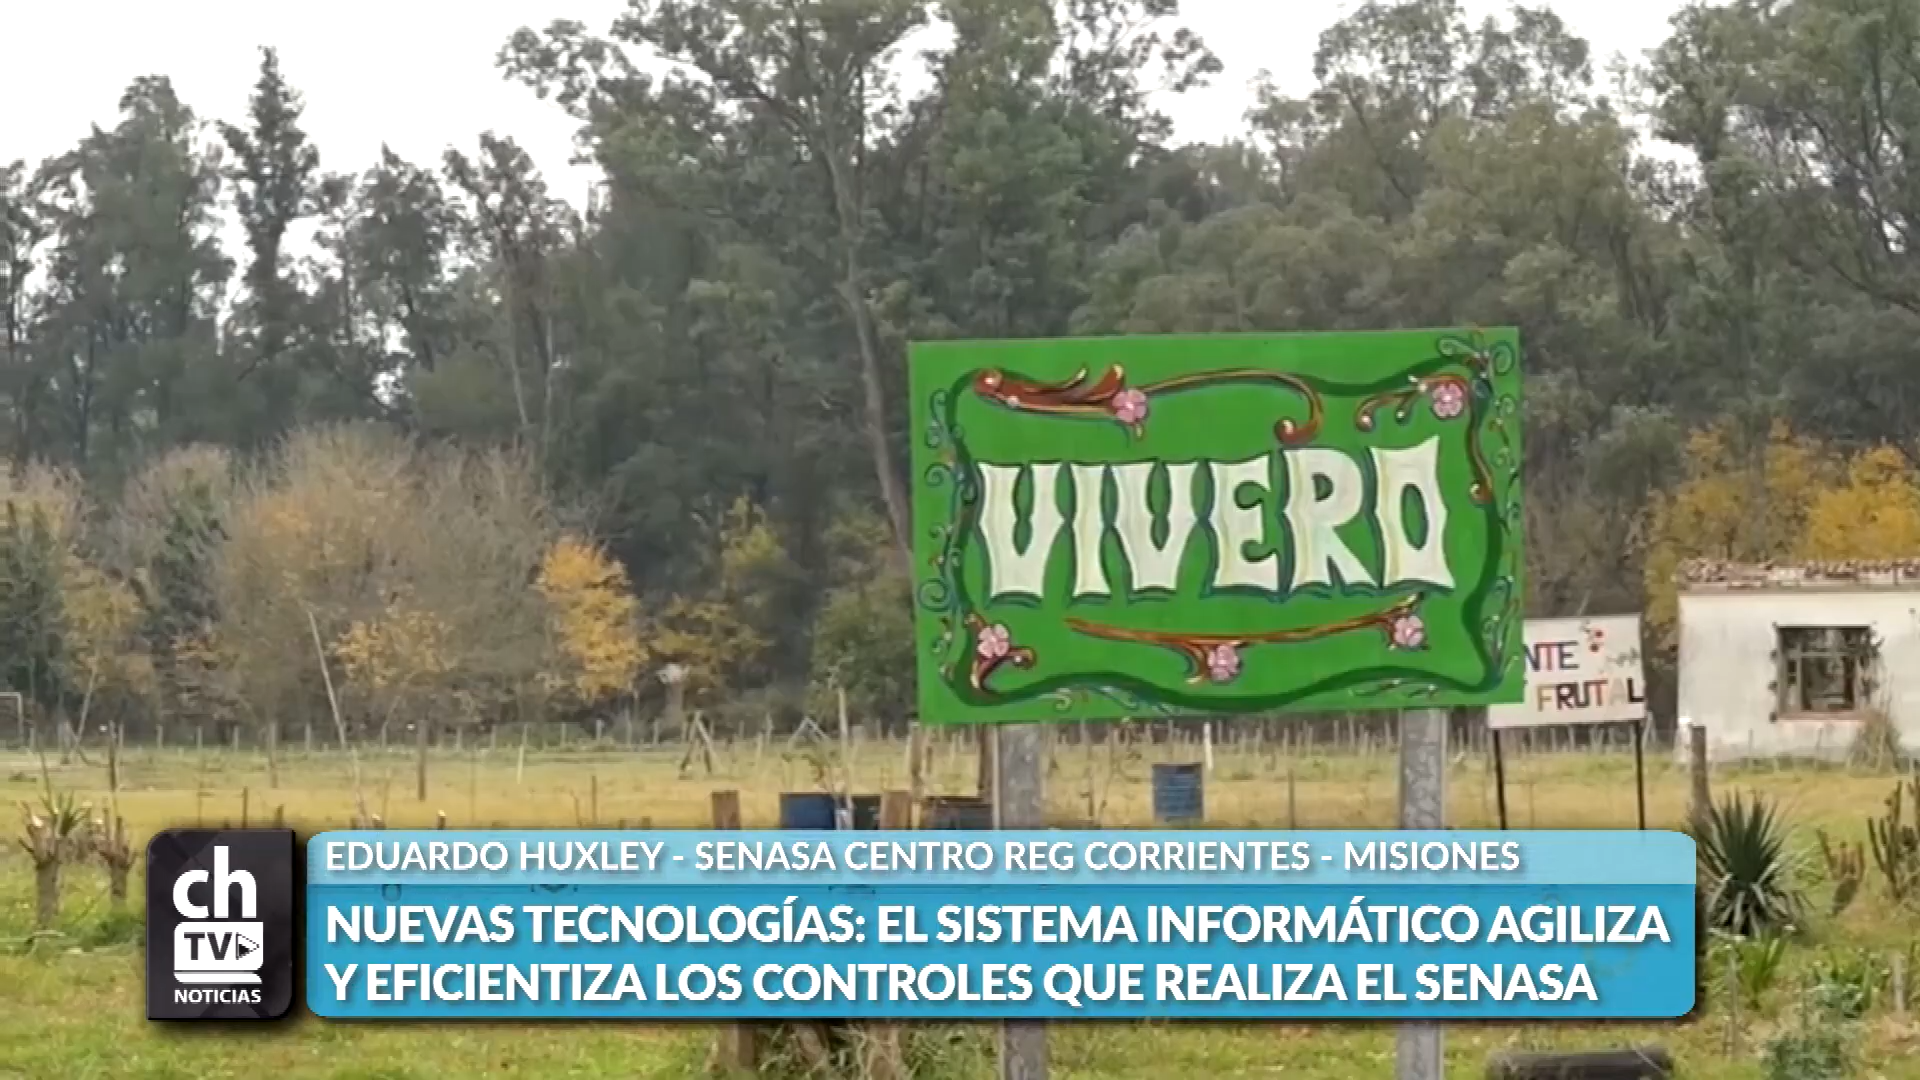 VIVERO
NTE
FRUTAL
EDUARDO HUXLEY - SENASA CENTRO REG CORRIENTES - MISIONES
NUEVAS TECNOLOGÍAS: EL SISTEMA INFORMÁTICO AGILIZA
Y EFICIENTIZA LOS CONTROLES QUE REALIZA EL SENASA
ch
TV
NOTICIAS